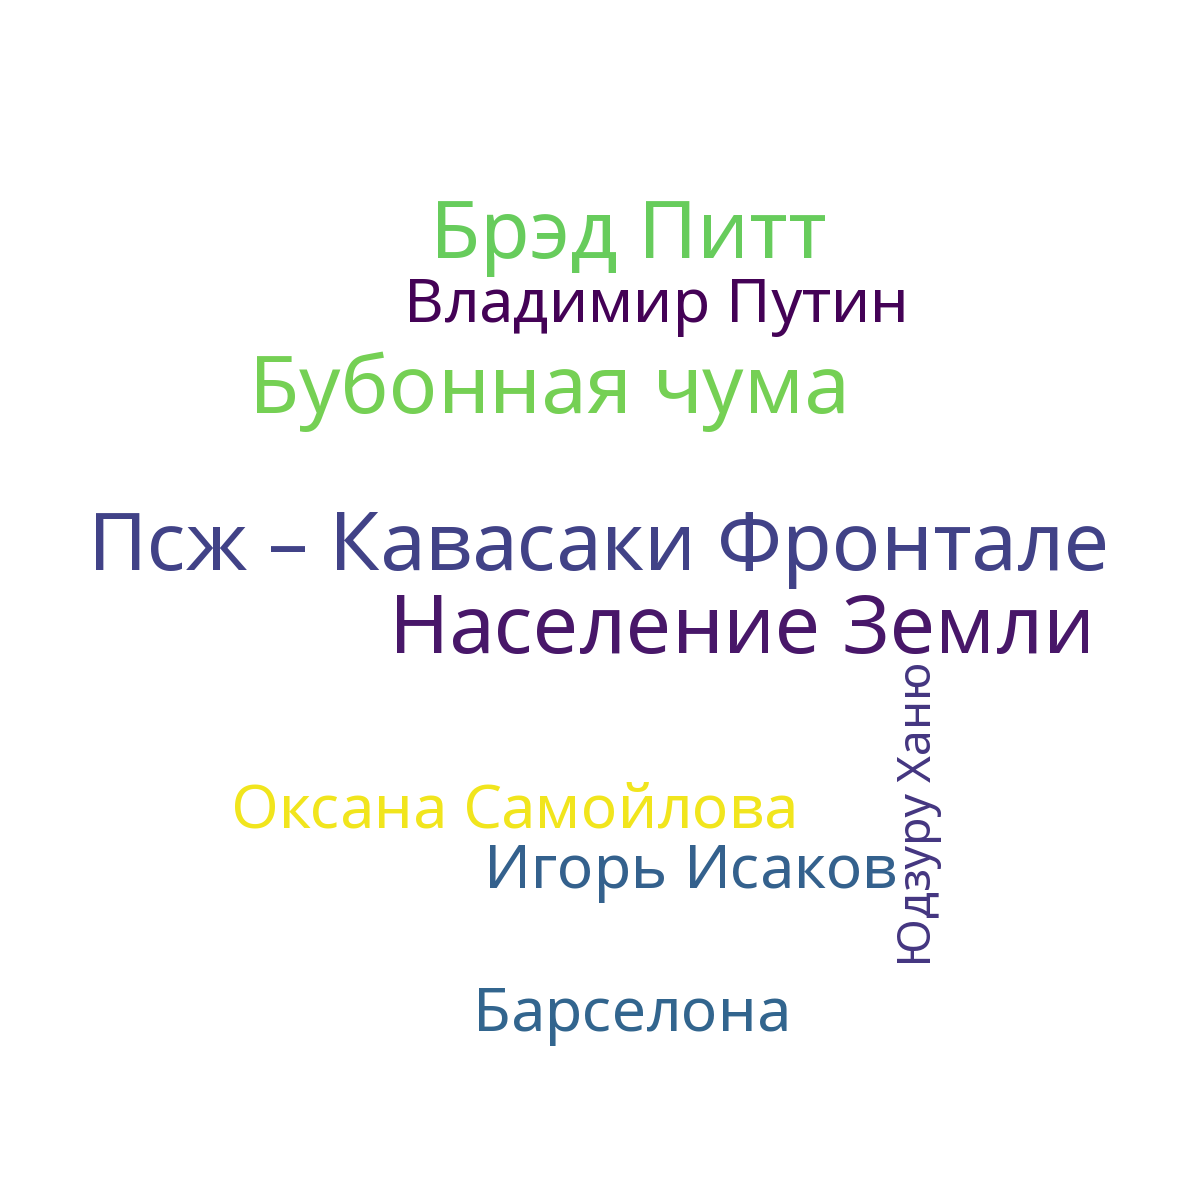 Брэд Питт
Владимир Путин
Бубонная чума
Псж – Кавасаки Фронтале
Население Земли
Юдзуру Ханю
Оксана Самойлова
Игорь Исаков
Барселона